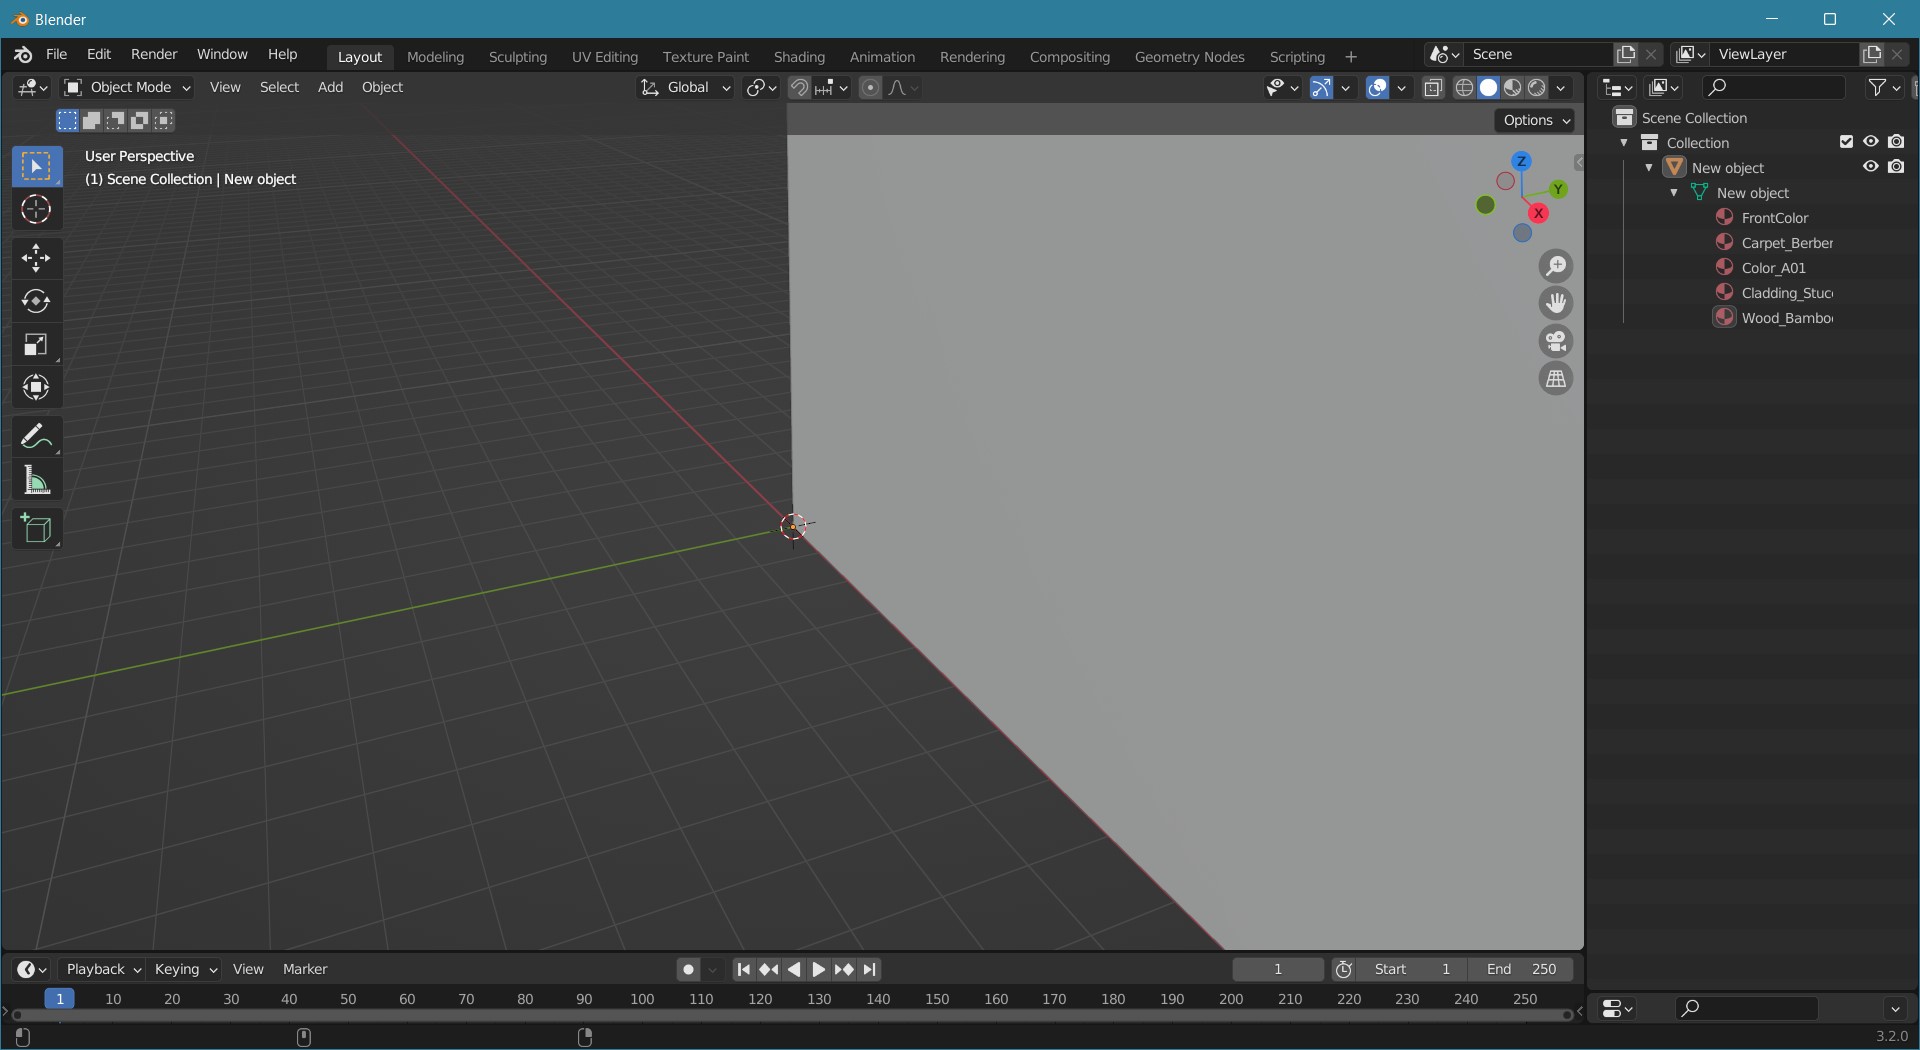 Blender
File Edit Render Window Help Layout Modeling Sculpting UV Editing Texture Paint Shading Animation Rendering Compositing Geometry Nodes Scripting + Scene ViewLayer
Object Mode View Select Add Object Global
Options
User Perspective
(1) Scene Collection | New object
Z
Y
X
Scene Collection
Collection
New object
New object
FrontColor
Carpet_Berber
Color_A01
Cladding_Stuc
Wood_Bambo
Playback Keying View Marker 1 Start 1 End 250
1 10 20 30 40 50 60 70 80 90 100 110 120 130 140 150 160 170 180 190 200 210 220 230 240 250
3.2.0